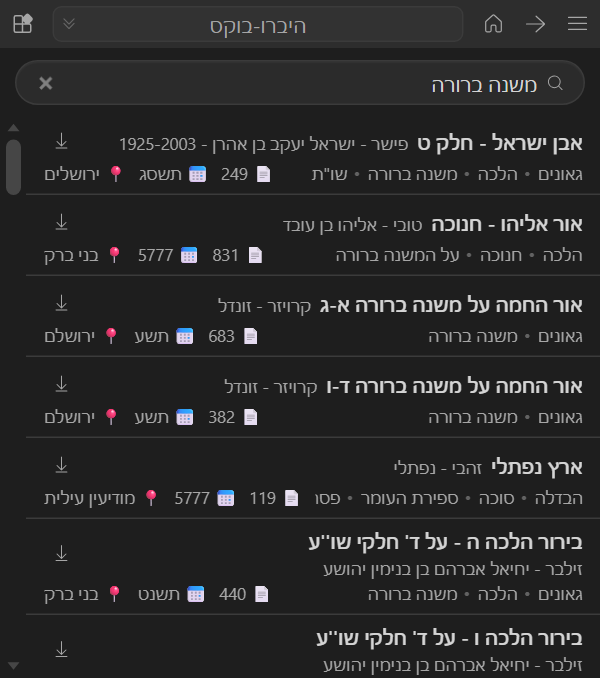 היברו-בוקס
משנה ברורה
אבן ישראל - חלק ט פישר - ישראל יעקב בן אהרן - 1925-2003
גאונים • הלכה • משנה ברורה • שו"ת 249 תשסג ירושלים
אור אליהו - חנוכה טובי - אליהו בן עובד
הלכה • חנוכה • על המשנה ברורה 831 5777 בני ברק
אור החמה על משנה ברורה א-ג קרויזר - זונדל
גאונים • משנה ברורה 683 תשע ירושלם
אור החמה על משנה ברורה ד-ו קרויזר - זונדל
גאונים • משנה ברורה 382 תשע ירושלם
ארץ נפתלי זהבי - נפתלי
הבדלה • סוכה • ספירת העומר • פסו 119 5777 מודיעין עילית
בירור הלכה ה - על ד' חלקי שו''ע
זילבר - יחיאל אברהם בן בנימין יהושע
גאונים • הלכה • משנה ברורה 440 תשנט בני ברק
בירור הלכה ו - על ד' חלקי שו''ע
זילבר - יחיאל אברהם בן בנימין יהושע